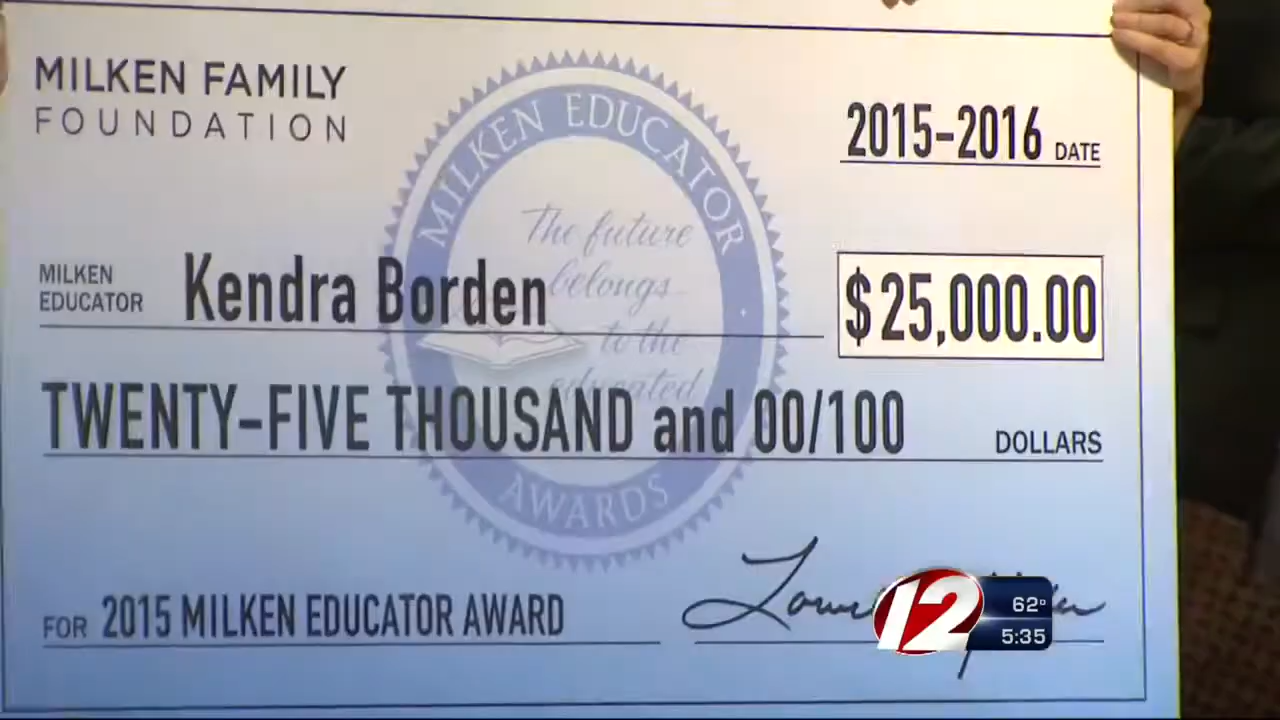 MILKEN FAMILY
FOUNDATION
2015-2016 DATE
MILKEN EDUCATOR
The future
belongs
to the
educated
AWARDS
MILKEN
EDUCATOR
Kendra Borden
$25,000.00
TWENTY-FIVE THOUSAND and 00/100 DOLLARS
FOR 2015 MILKEN EDUCATOR AWARD
12
62°
5:35